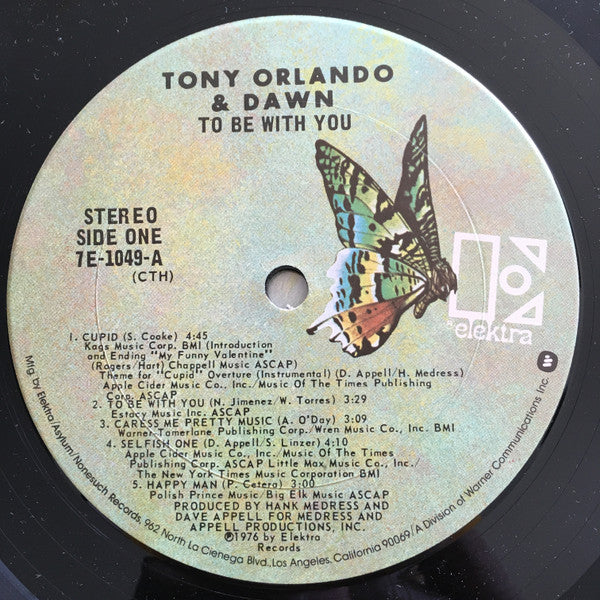 TONY ORLANDO
& DAWN
TO BE WITH YOU
STEREO
SIDE ONE
7E-1049-A
(CTH)
elektra
1. CUPID (S. Cooke) 4:45
Kags Music Corp. BMI (Introduction
and Ending "My Funny Valentine")
(Rogers/Hart) Chappell Music ASCAP)
Theme for "Cupid" Overture (Instrumental) (D. Appell/H. Medress)
Apple Cider Music Co., Inc./Music Of The Times Publishing
Corp. ASCAP
2. TO BE WITH YOU (N. Jimenez/W. Torres) 3:29
Estacy Music Inc. ASCAP
3. CARESS ME PRETTY MUSIC (A. O'Day) 3:09
Warner Tamerlane Publishing Corp./Wren Music Co., Inc. BMI
4. SELFISH ONE (D. Appell/S. Linzer) 4:10
Apple Cider Music Co., Inc./Music Of The Times
Publishing Corp. ASCAP Little Max Music Co., Inc./
The New York Times Music Corporation BMI
5. HAPPY MAN (P. Cetera) 3:00
Polish Prince Music/Big Elk Music ASCAP
PRODUCED BY HANK MEDRESS AND
DAVE APPELL FOR MEDRESS AND
APPELL PRODUCTIONS, INC.
℗1976 by Elektra
Records
Mfg. by Elektra/Asylum/Nonesuch Records, 962 North La Cienega Blvd., Los Angeles, California 90069/A Division of Warner Communications Inc.